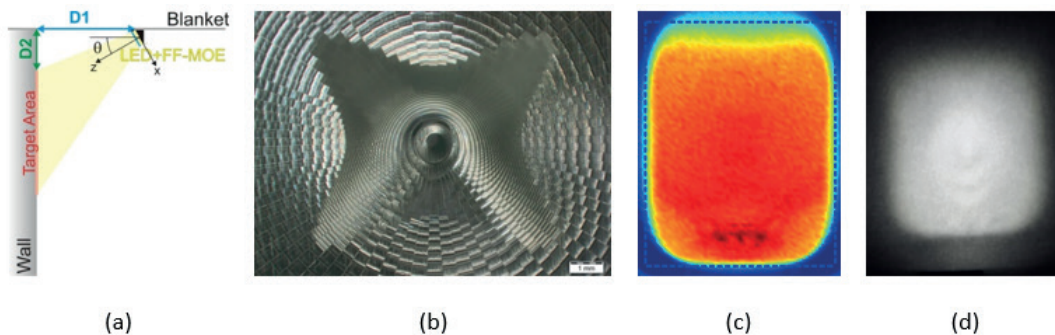 D1
Blanket
D2
θ
LED+FF-MOE
z
x
Target Area
Wall
1 mm
(a)
(b)
(c)
(d)